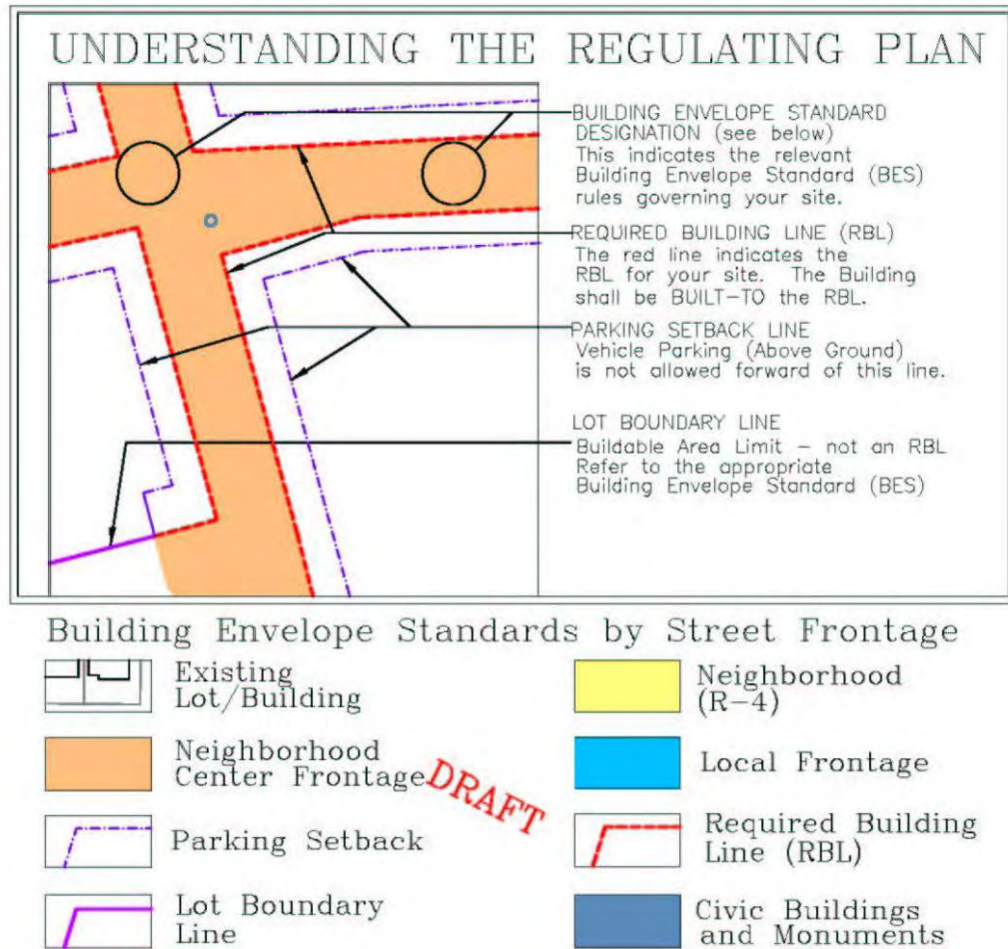 UNDERSTANDING THE REGULATING PLAN
BUILDING ENVELOPE STANDARD
DESIGNATION (see below)
This indicates the relevant
Building Envelope Standard (BES)
rules governing your site.
REQUIRED BUILDING LINE (RBL)
The red line indicates the
RBL for your site. The Building
shall be BUILT-TO the RBL.
PARKING SETBACK LINE
Vehicle Parking (Above Ground)
is not allowed forward of this line.
LOT BOUNDARY LINE
Buildable Area Limit – not an RBL
Refer to the appropriate
Building Envelope Standard (BES)
Building Envelope Standards by Street Frontage
Existing
Lot/Building
Neighborhood
Center Frontage
Parking Setback
Lot Boundary
Line
DRAFT
Neighborhood
(R-4)
Local Frontage
Required Building
Line (RBL)
Civic Buildings
and Monuments